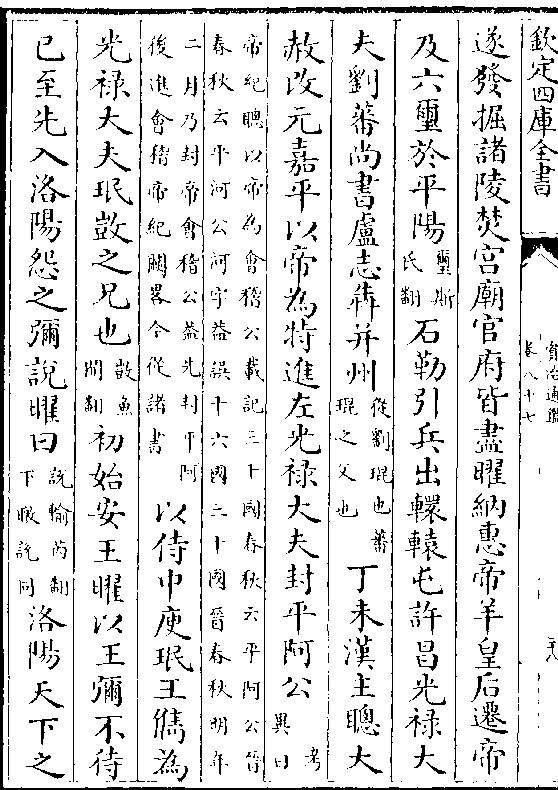 欽定四庫全書
資治通鑑
卷八十七
遂發掘諸陵焚宮廟官府皆盡曜納惠帝羊皇后遷帝
及六璽於平陽璽斯氏翻石勒引兵出轘轅屯許昌光禄大
夫劉蕃尚書盧志犇并州從劉琨也蕃琨之父也丁未漢主聰大
赦改元嘉平以帝為特進左光禄大夫封平阿公考異曰
帝紀聰以帝為會稽公載記三十國春秋云平阿公晉
春秋云平河公河字蓋誤十六國三十國晉春秋明年
二月乃封帝會稽公蓋先封平阿後進會稽帝紀闕畧今從諸書以侍中庾珉王儁為
光禄大夫珉敳之兄也敳魚開翻初始安王曜以王彌不待
已至先入洛陽怨之彌說曜曰説輸芮翻下職説同洛陽天下之